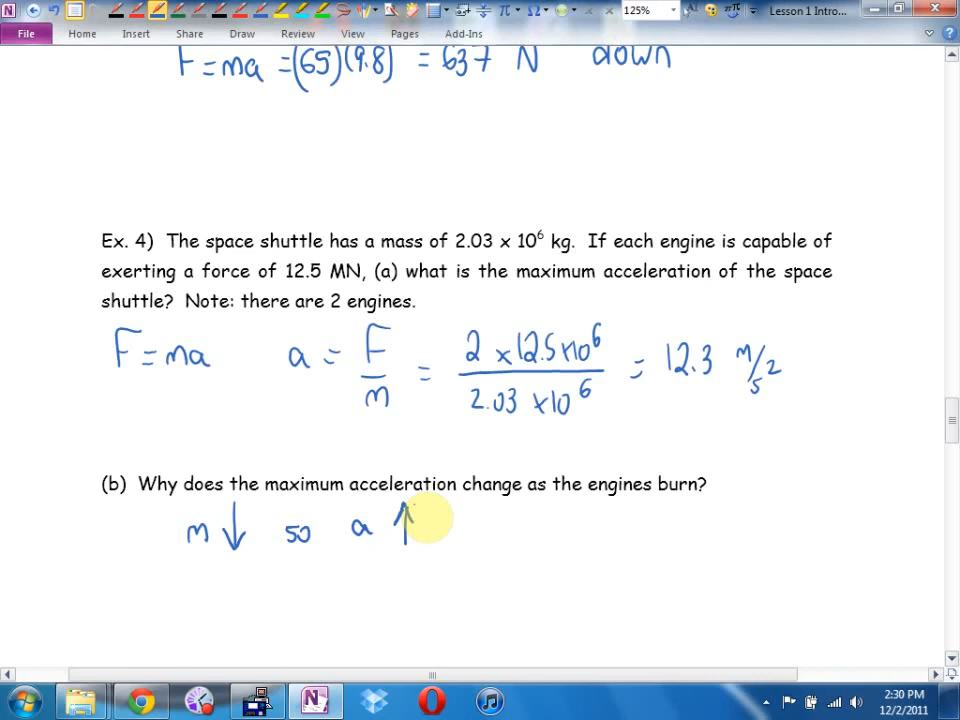 125% Lesson 1 Intro...
File Home Insert Share Draw Review View Pages Add-Ins
F = ma = (65)(9.8) = 637 N down
Ex. 4) The space shuttle has a mass of 2.03 x 10⁶ kg. If each engine is capable of
exerting a force of 12.5 MN, (a) what is the maximum acceleration of the space
shuttle? Note: there are 2 engines.
F = ma a = F/m = 2 × 12.5 × 10⁶ / 2.03 × 10⁶ = 12.3 m/s²
(b) Why does the maximum acceleration change as the engines burn?
m ↓ so a ↑
2:30 PM
12/2/2011